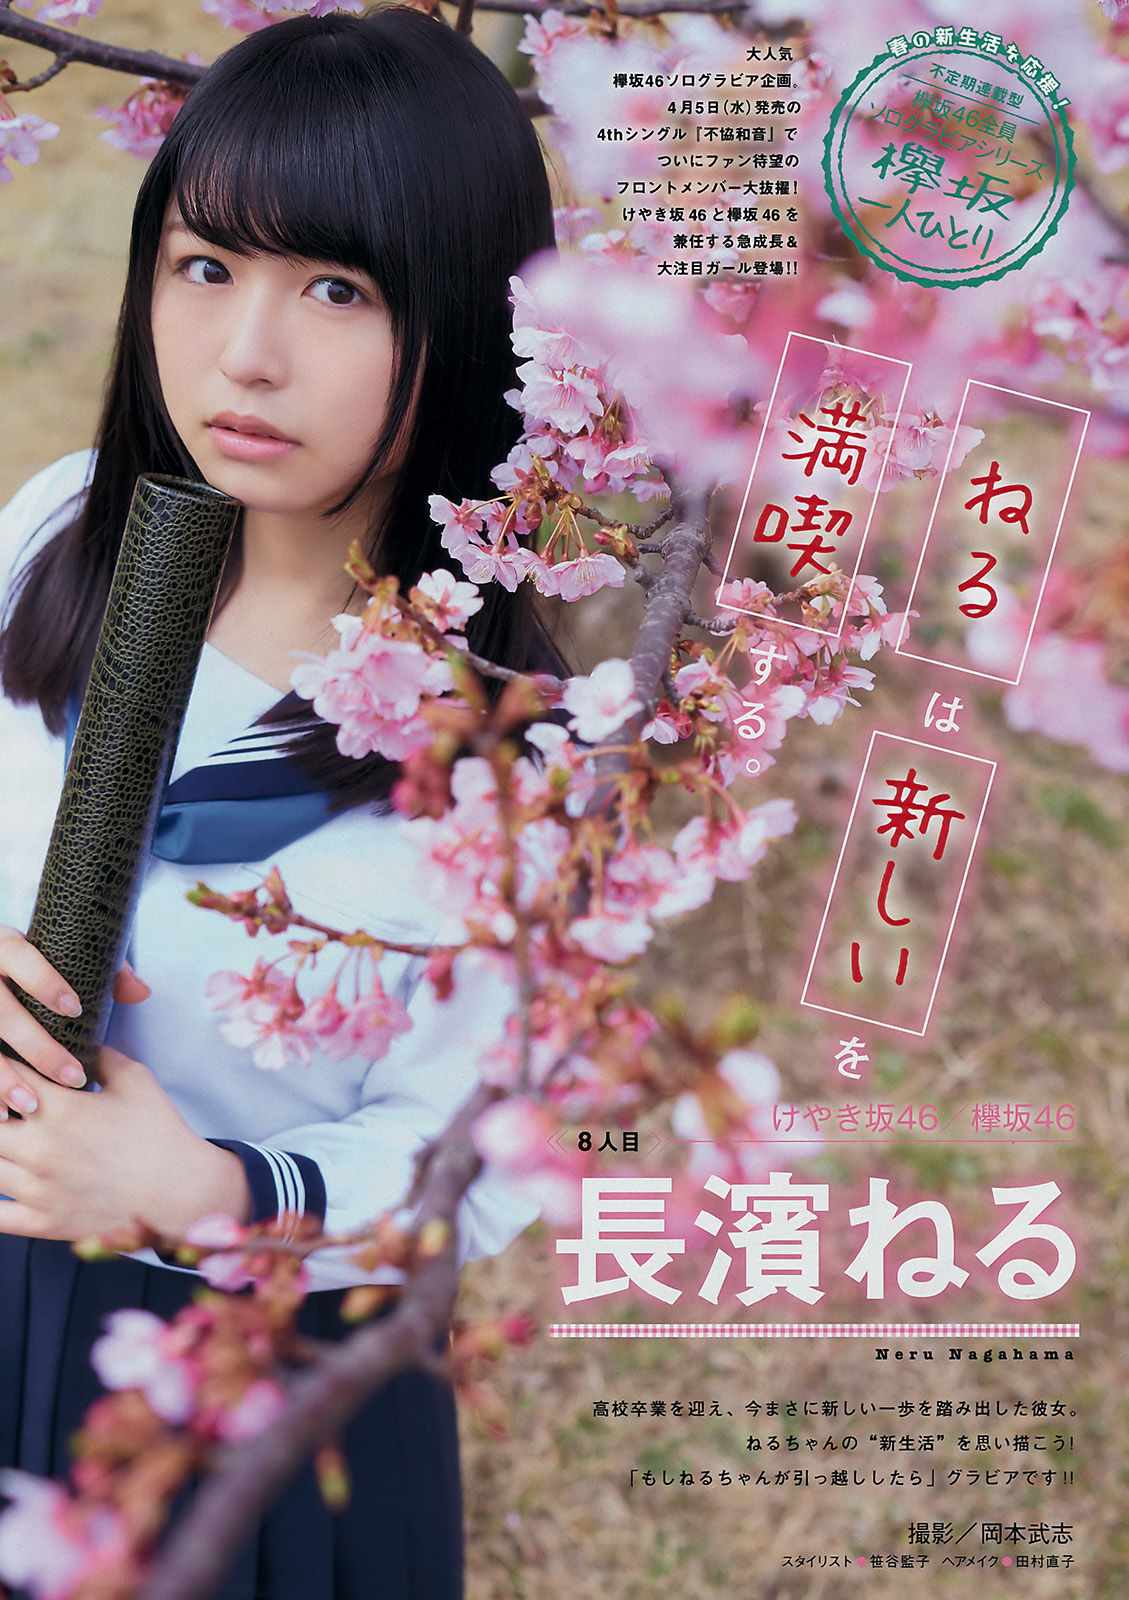 大人気
欅坂46ソログラビア企画。
4月5日(水)発売の
4thシングル『不協和音』で
ついにファン待望の
フロントメンバー大抜擢!
けやき坂46と欅坂46を
兼任する急成長&
大注目ガール登場!!
春の新生活を応援!
不定期連載型
欅坂46全員
ソログラビアシリーズ
欅坂
一人ひとり
ねるは新しいを
満喫する。
けやき坂46/欅坂46
《8人目》
長濱ねる
Neru Nagahama
高校卒業を迎え、今まさに新しい一歩を踏み出した彼女。
ねるちゃんの“新生活”を思い描こう!
「もしねるちゃんが引っ越ししたら」グラビアです!!
撮影/岡本武志
スタイリスト●笹谷監子 ヘアメイク●田村直子